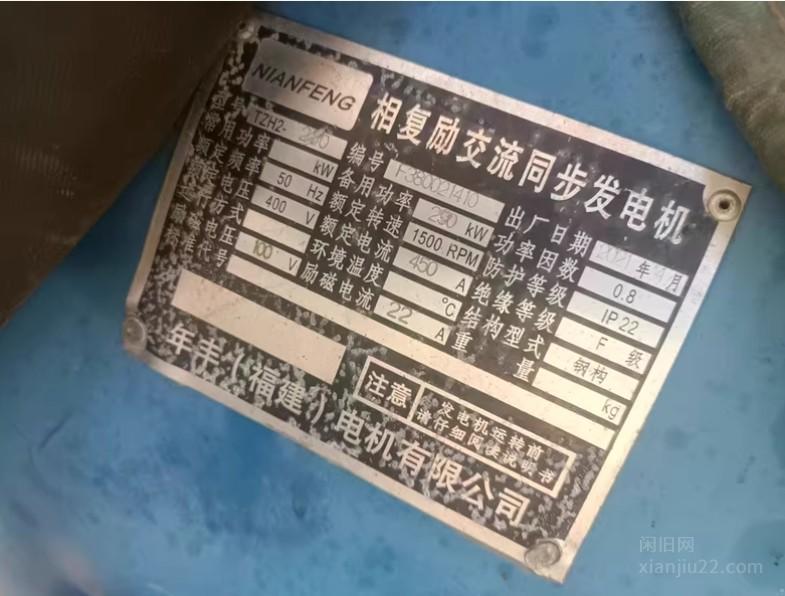 NIANFENG
相复励交流同步发电机
型号 TZH2- 编号 F380021410 出厂日期 2021 年 月
常用功率 kW 备用功率 kW 功率因数 0.8
额定频率 50 Hz 额定转速 1500 RPM 防护等级 IP 22
额定电压 400 V 额定电流 450 A 绝缘等级 F 级
运行方式 环境温度 ℃ 结构型式 钢构
励磁电压 100 V 励磁电流 22 A 重量 kg
标准代号
注意 发电机运转前
请仔细阅读说明书
年丰(福建)电机有限公司
闲旧网
xianjiu22.com